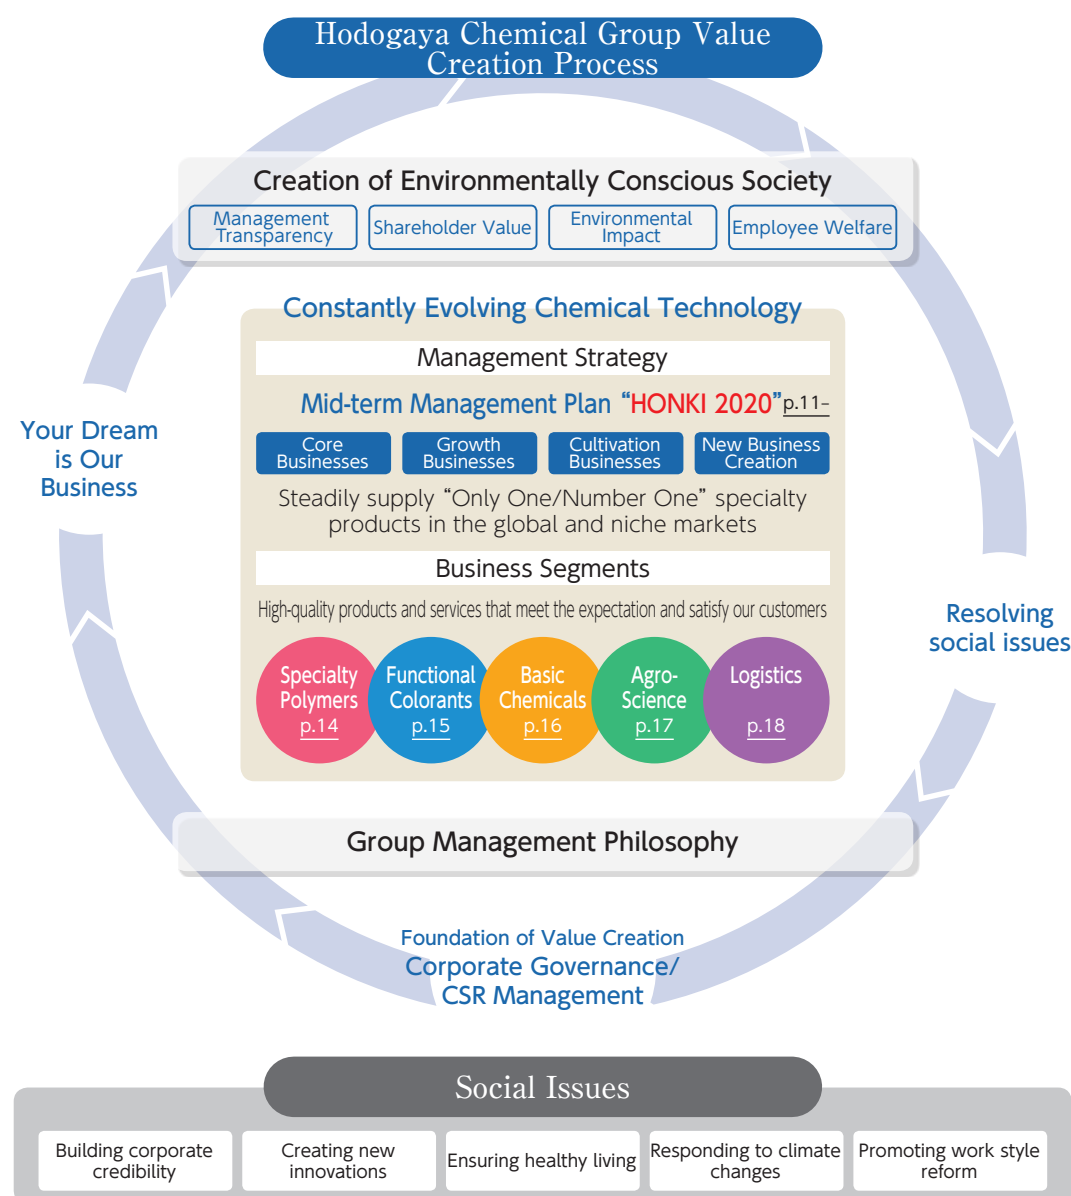 Hodogaya Chemical Group Value
Creation Process
Creation of Environmentally Conscious Society
Management
Transparency
Shareholder Value
Environmental
Impact
Employee Welfare
Constantly Evolving Chemical Technology
Management Strategy
Mid-term Management Plan “HONKI 2020” p.11–
Core
Businesses
Growth
Businesses
Cultivation
Businesses
New Business
Creation
Steadily supply “Only One/Number One” specialty
products in the global and niche markets
Business Segments
High-quality products and services that meet the expectation and satisfy our customers
Specialty
Polymers
p.14
Functional
Colorants
p.15
Basic
Chemicals
p.16
Agro-
Science
p.17
Logistics
p.18
Your Dream
is Our
Business
Resolving
social issues
Group Management Philosophy
Foundation of Value Creation
Corporate Governance/
CSR Management
Social Issues
Building corporate
credibility
Creating new
innovations
Ensuring healthy living
Responding to climate
changes
Promoting work style
reform